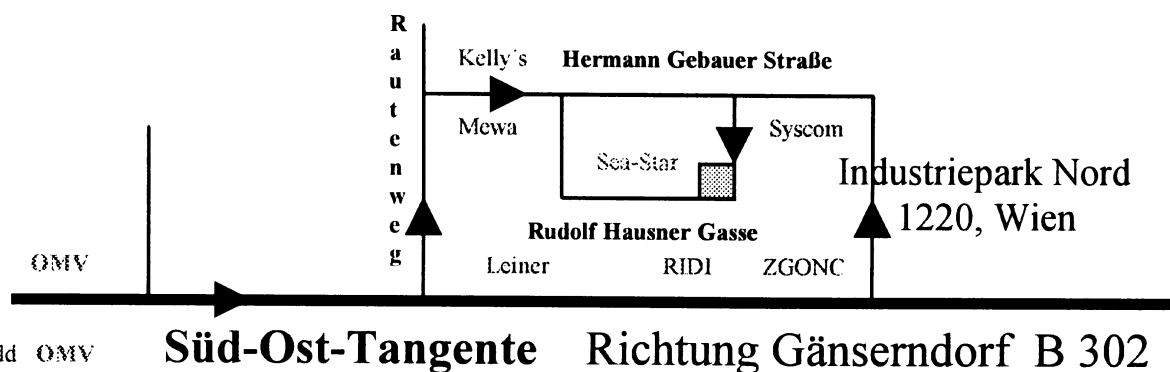 Rautenweg
Kelly´s Hermann Gebauer Straße
Mewa Syscom
Sea-Star
Industriepark Nord
1220, Wien
Rudolf Hausner Gasse
OMV Leiner RIDI ZGONC
OMV Süd-Ost-Tangente Richtung Gänserndorf B 302